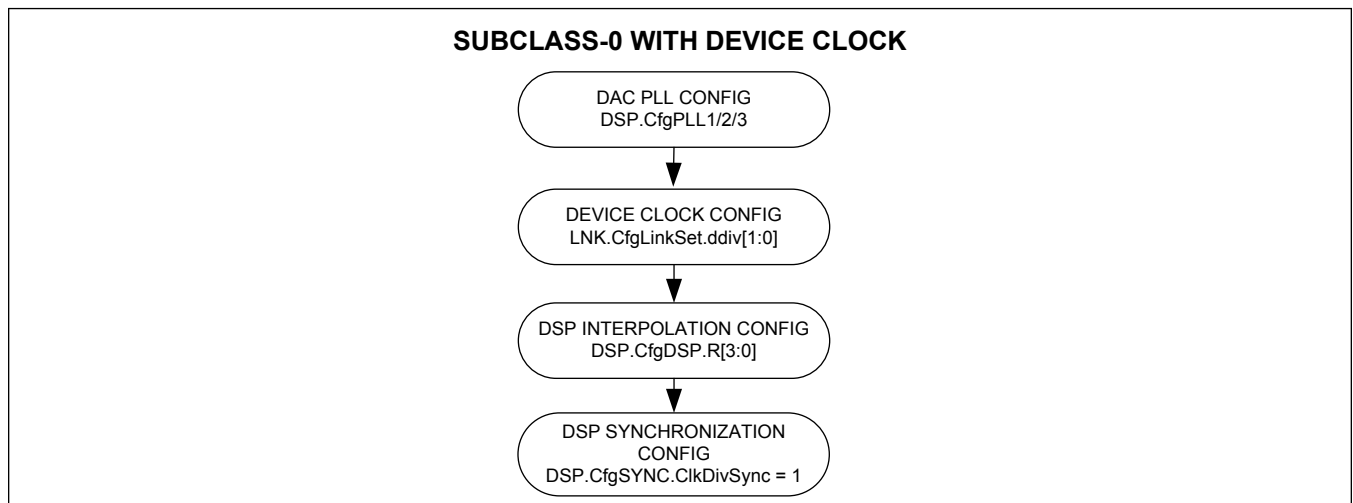 SUBCLASS-0 WITH DEVICE CLOCK
DAC PLL CONFIG
DSP.CfgPLL1/2/3
DEVICE CLOCK CONFIG
LNK.CfgLinkSet.ddiv[1:0]
DSP INTERPOLATION CONFIG
DSP.CfgDSP.R[3:0]
DSP SYNCHRONIZATION
CONFIG
DSP.CfgSYNC.ClkDivSync = 1